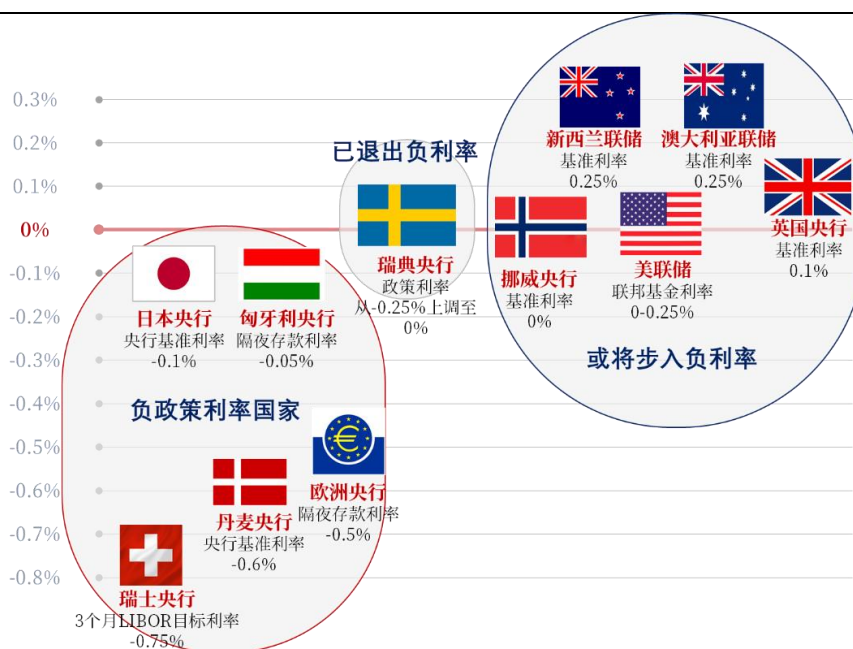 0.3%
0.2%
0.1%
0%
-0.1%
-0.2%
-0.3%
-0.4%
-0.5%
-0.6%
-0.7%
-0.8%
已退出负利率
瑞典央行
政策利率
从-0.25%上调至
0%
新西兰联储
基准利率
0.25%
澳大利亚联储
基准利率
0.25%
英国央行
基准利率
0.1%
挪威央行
基准利率
0%
美联储
联邦基金利率
0-0.25%
或将步入负利率
日本央行
央行基准利率
-0.1%
匈牙利央行
隔夜存款利率
-0.05%
负政策利率国家
欧洲央行
隔夜存款利率
-0.5%
丹麦央行
央行基准利率
-0.6%
瑞士央行
3个月LIBOR目标利率
-0.75%